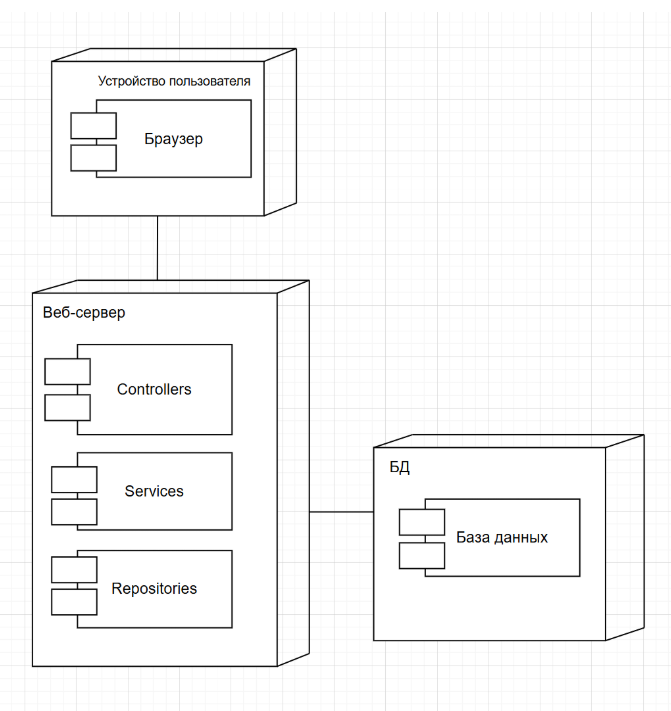 Устройство пользователя
Браузер
Веб-сервер
Controllers
Services
Repositories
БД
База данных